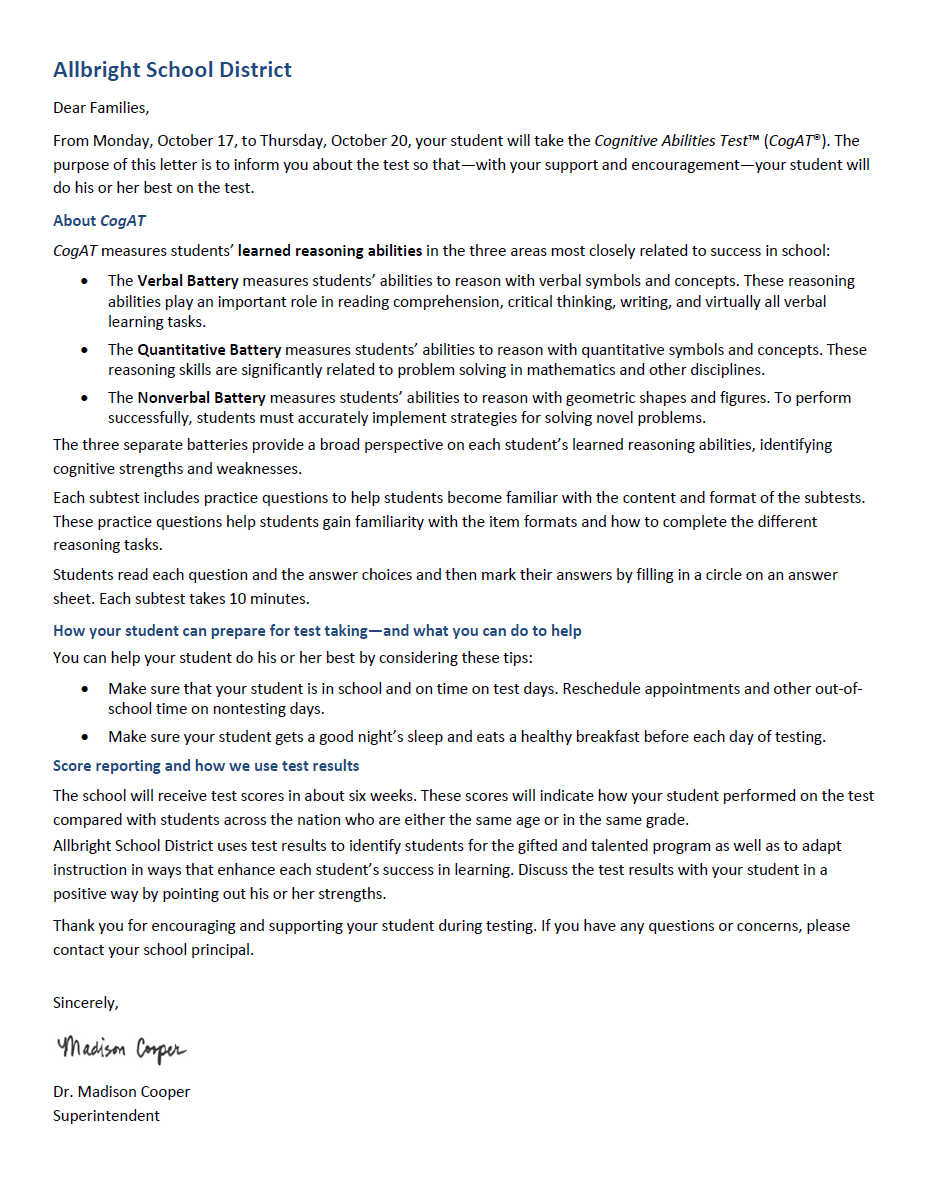 Allbright School District
Dear Families,
From Monday, October 17, to Thursday, October 20, your student will take the Cognitive Abilities Test™ (CogAT®). The
purpose of this letter is to inform you about the test so that—with your support and encouragement—your student will
do his or her best on the test.
About CogAT
CogAT measures students’ learned reasoning abilities in the three areas most closely related to success in school:
• The Verbal Battery measures students’ abilities to reason with verbal symbols and concepts. These reasoning
abilities play an important role in reading comprehension, critical thinking, writing, and virtually all verbal
learning tasks.
• The Quantitative Battery measures students’ abilities to reason with quantitative symbols and concepts. These
reasoning skills are significantly related to problem solving in mathematics and other disciplines.
• The Nonverbal Battery measures students’ abilities to reason with geometric shapes and figures. To perform
successfully, students must accurately implement strategies for solving novel problems.
The three separate batteries provide a broad perspective on each student’s learned reasoning abilities, identifying
cognitive strengths and weaknesses.
Each subtest includes practice questions to help students become familiar with the content and format of the subtests.
These practice questions help students gain familiarity with the item formats and how to complete the different
reasoning tasks.
Students read each question and the answer choices and then mark their answers by filling in a circle on an answer
sheet. Each subtest takes 10 minutes.
How your student can prepare for test taking—and what you can do to help
You can help your student do his or her best by considering these tips:
• Make sure that your student is in school and on time on test days. Reschedule appointments and other out-of-
school time on nontesting days.
• Make sure your student gets a good night’s sleep and eats a healthy breakfast before each day of testing.
Score reporting and how we use test results
The school will receive test scores in about six weeks. These scores will indicate how your student performed on the test
compared with students across the nation who are either the same age or in the same grade.
Allbright School District uses test results to identify students for the gifted and talented program as well as to adapt
instruction in ways that enhance each student’s success in learning. Discuss the test results with your student in a
positive way by pointing out his or her strengths.
Thank you for encouraging and supporting your student during testing. If you have any questions or concerns, please
contact your school principal.
Sincerely,
Madison Cooper
Dr. Madison Cooper
Superintendent